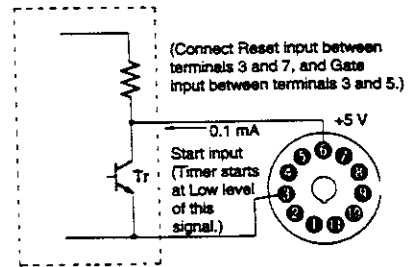 (Connect Reset input between
terminals 3 and 7, and Gate
input between terminals 3 and 5.)
0.1 mA
+5 V
Tr
Start input
(Timer starts
at Low level
of this
signal.)
6
5
7
4
8
3
9
2
10
1
11